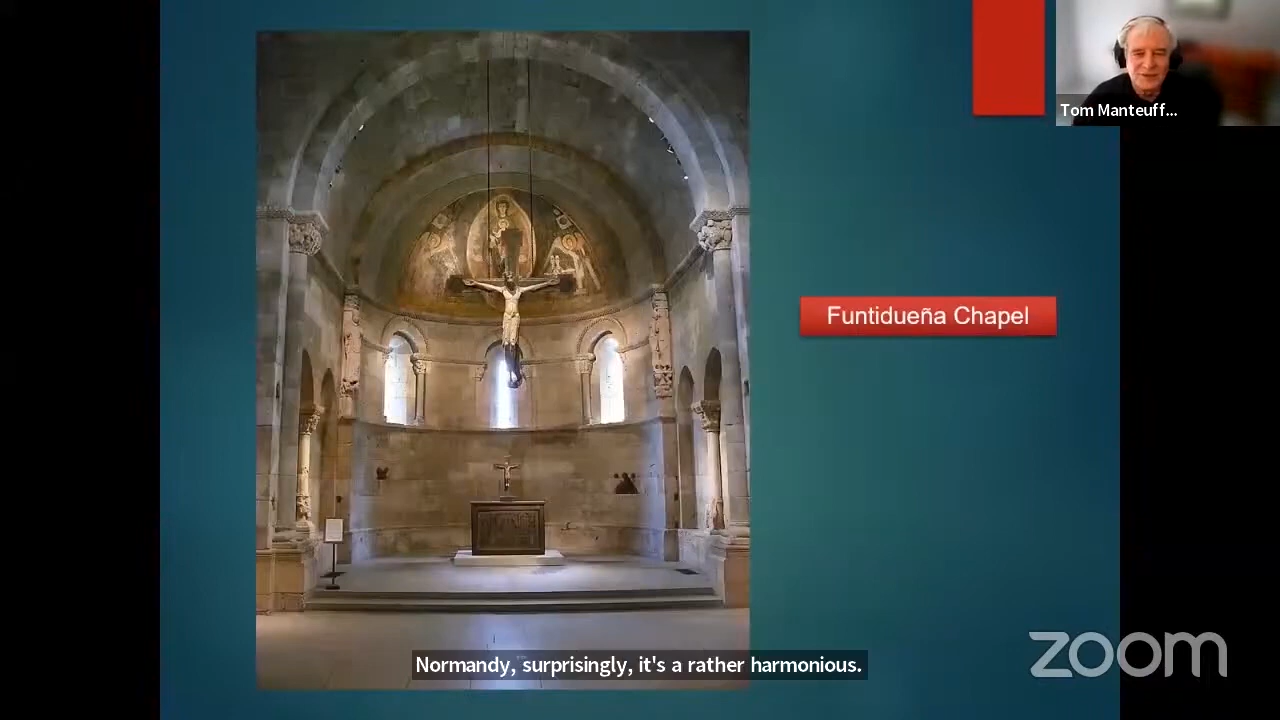 Tom Manteuff...
Funtidueña Chapel
Normandy, surprisingly, it's a rather harmonious.
zoom